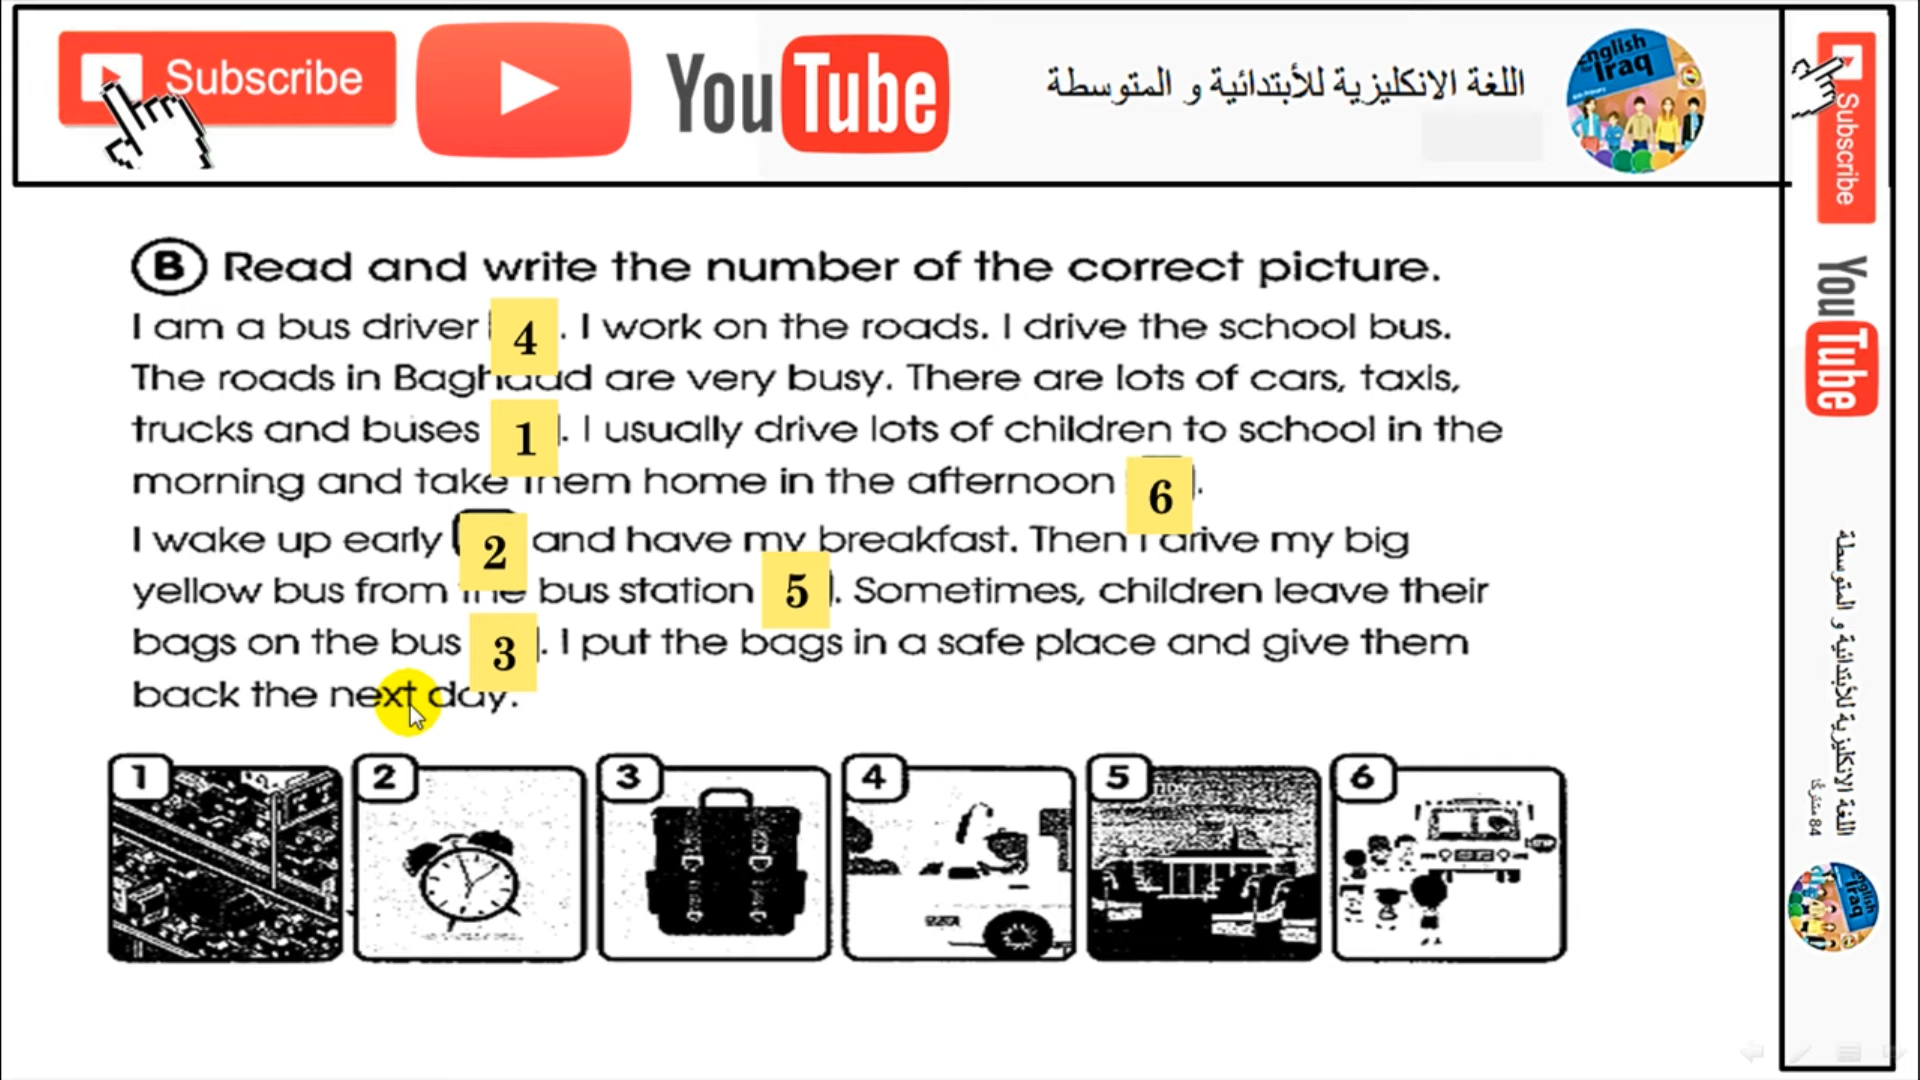 Subscribe
YouTube
اللغة الانكليزية للأبتدائية و المتوسطة
English
Iraq
B Read and write the number of the correct picture.
I am a bus driver 4. I work on the roads. I drive the school bus.
The roads in Baghdad are very busy. There are lots of cars, taxis,
trucks and buses 1. I usually drive lots of children to school in the
morning and take them home in the afternoon 6.
I wake up early 2 and have my breakfast. Then I drive my big
yellow bus from the bus station 5. Sometimes, children leave their
bags on the bus 3. I put the bags in a safe place and give them
back the next day.
1 2 3 4 5 6
Subscribe
YouTube
اللغة الانكليزية للأبتدائية و المتوسطة
84 مشترك
English
Iraq